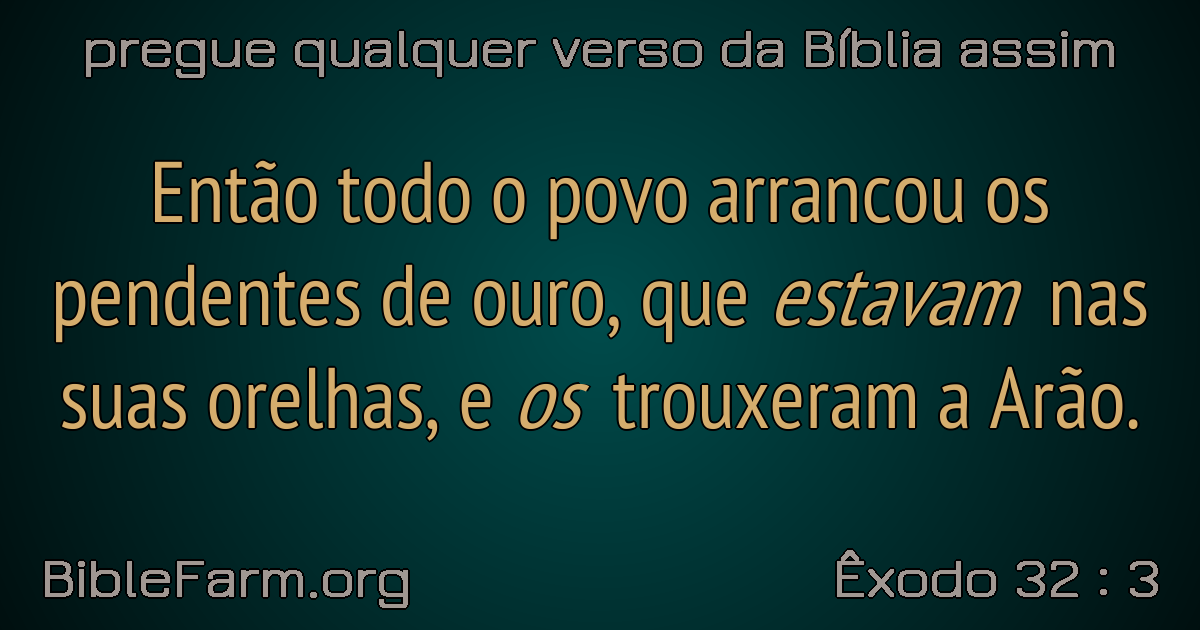 pregue qualquer verso da Bíblia assim
Então todo o povo arrancou os
pendentes de ouro, que estavam nas
suas orelhas, e os trouxeram a Arão.
BibleFarm.org
Êxodo 32 : 3